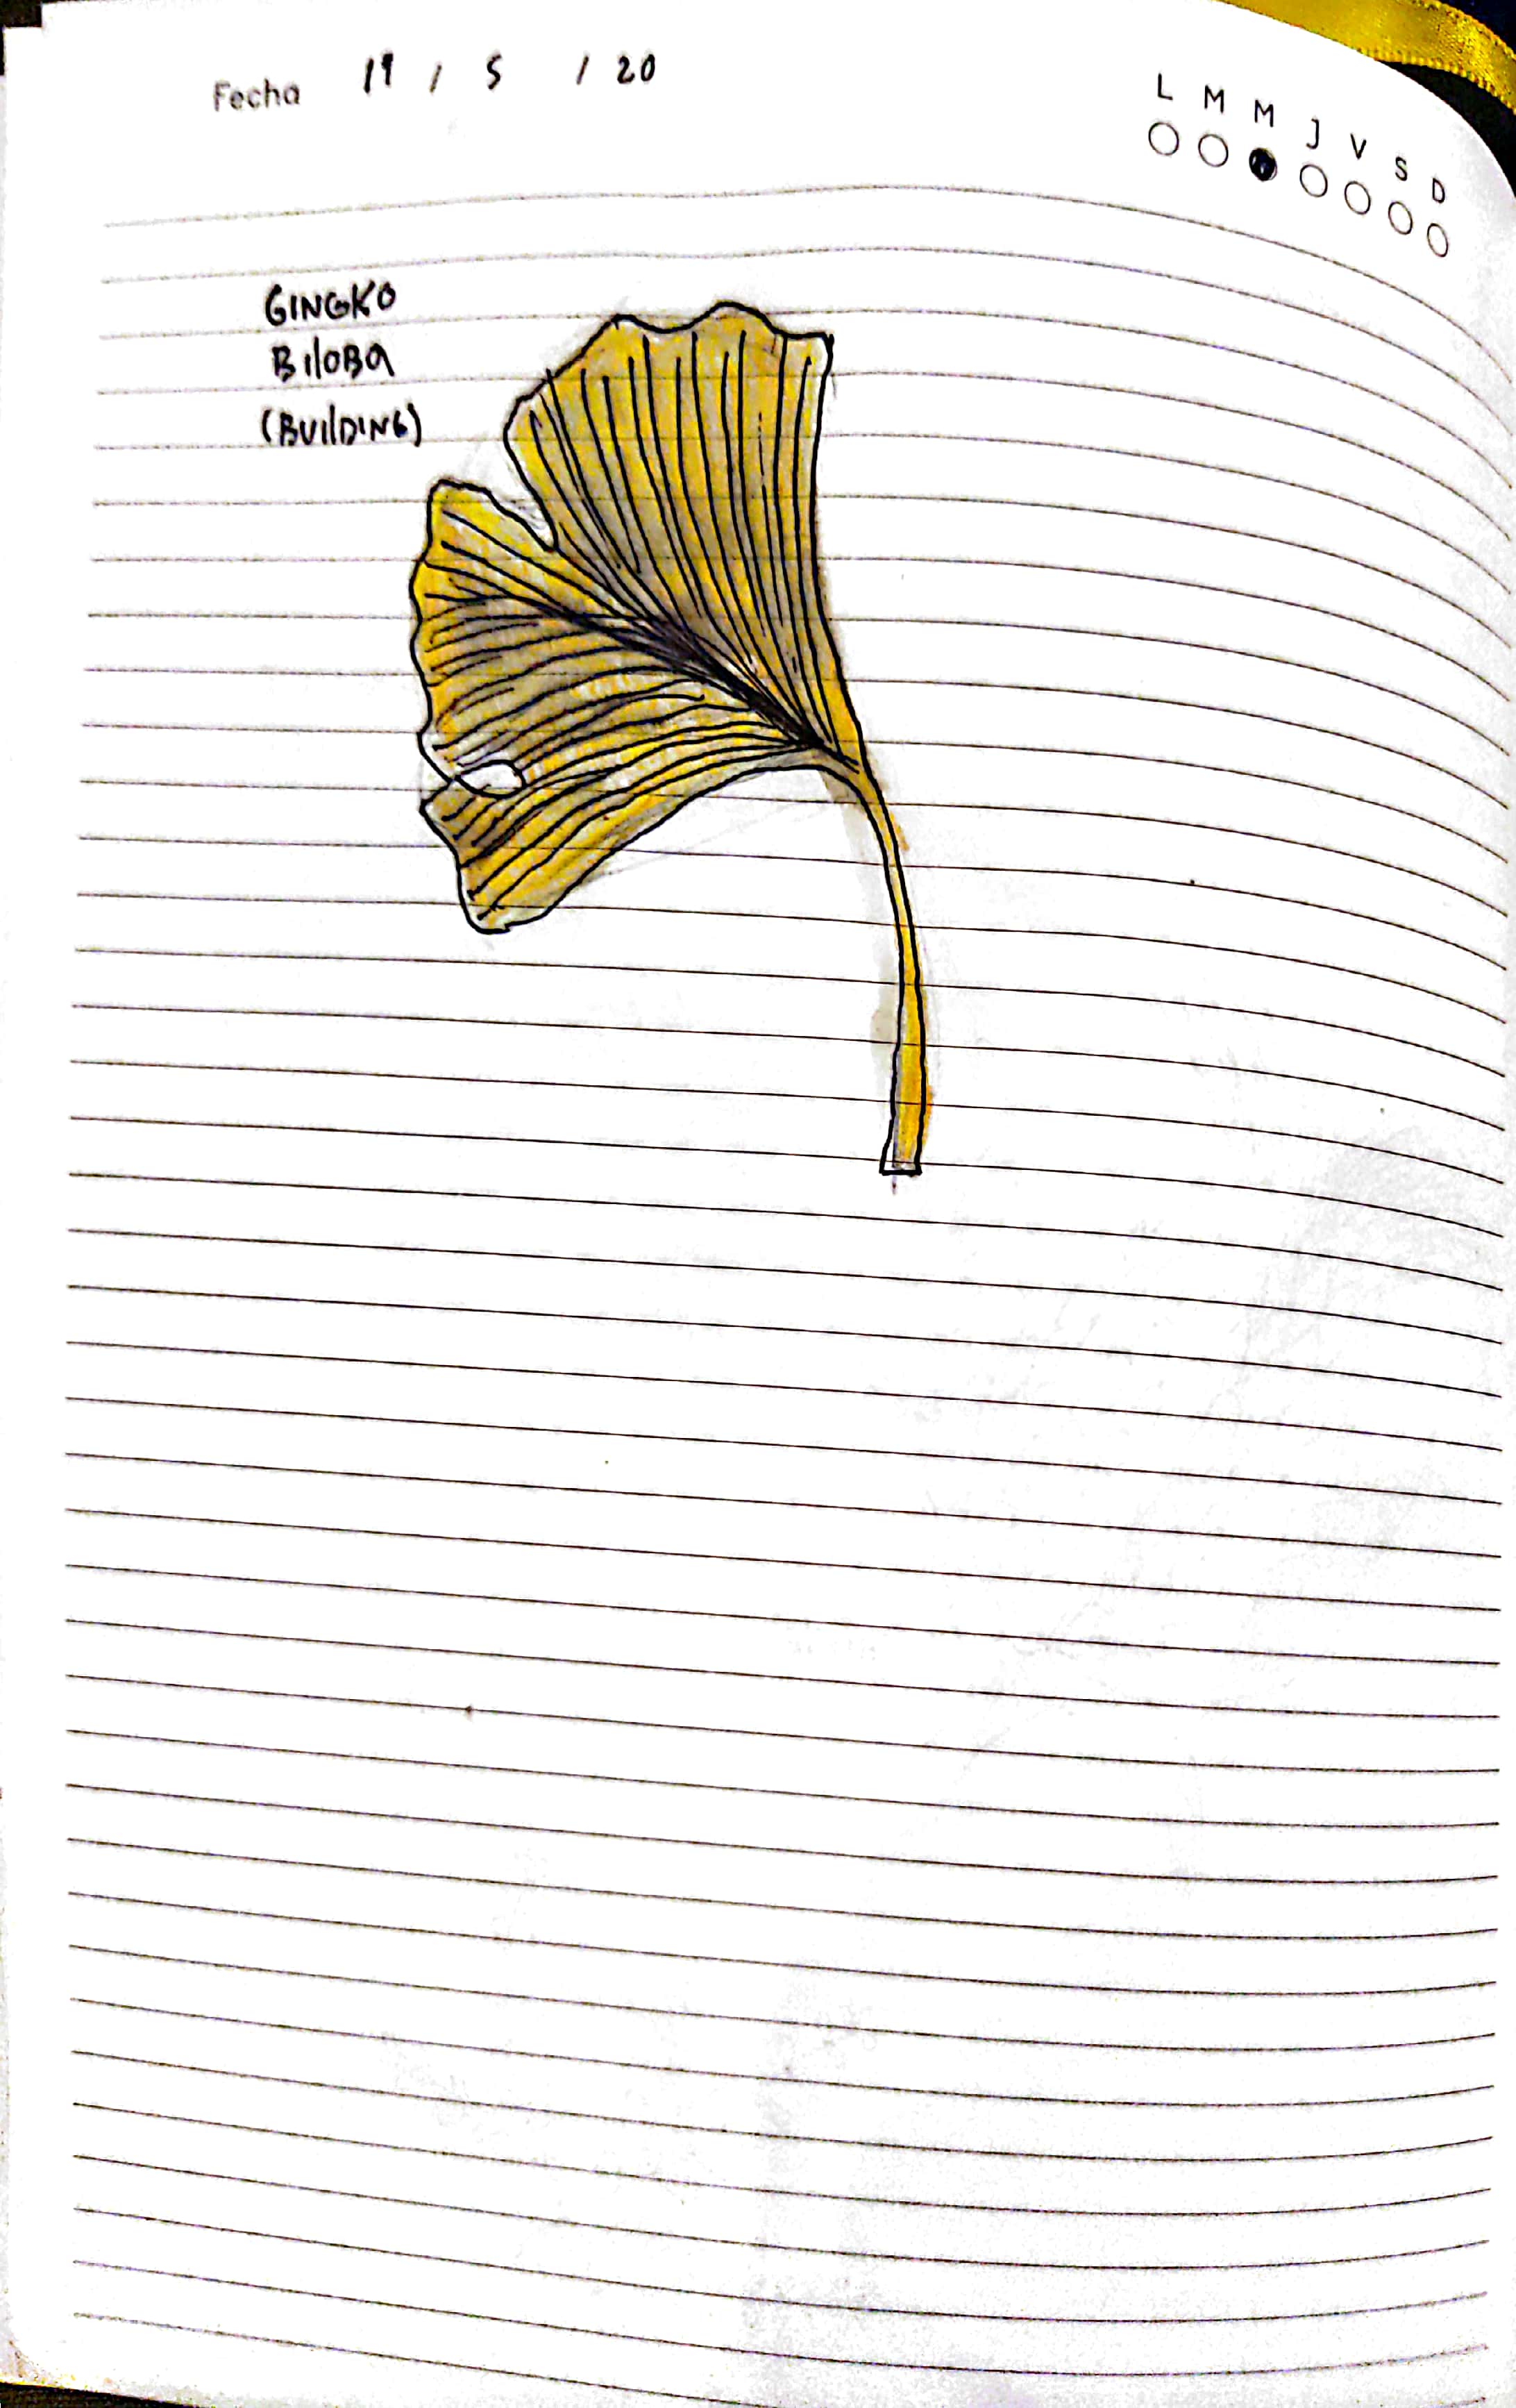 Fecha 19 / 5 / 20
L M M J V S D
GINGKO
BILOBA
(BUILDING)